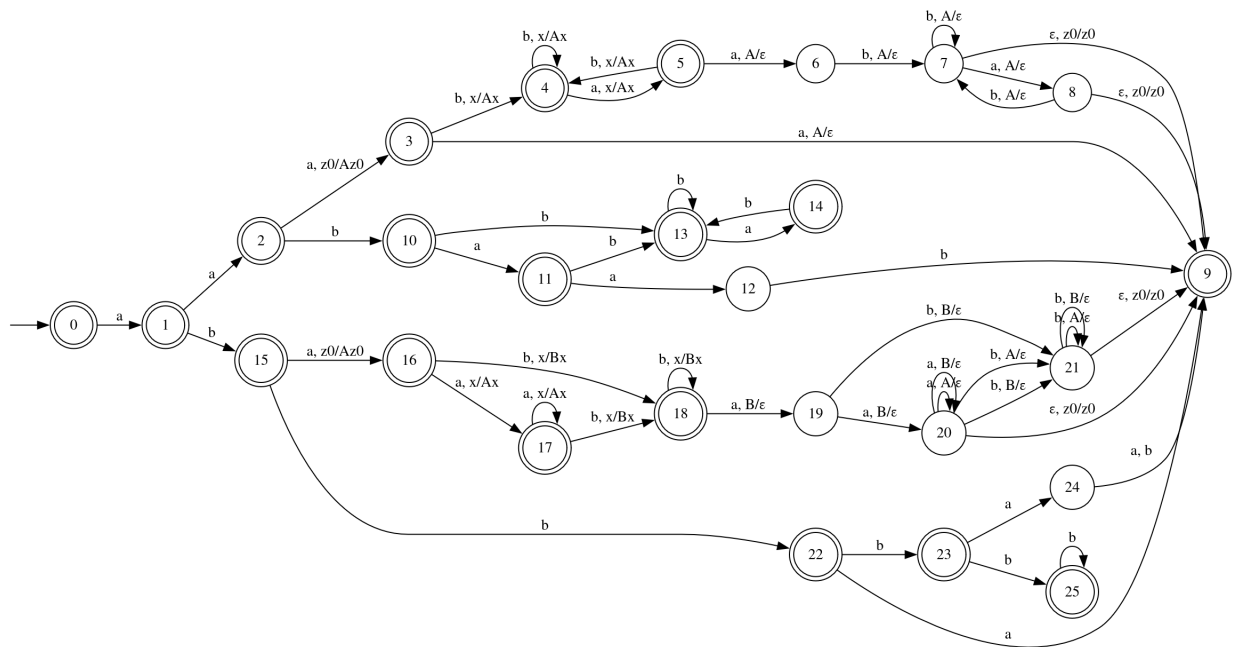 b, x/Ax
b, A/ε
ε, z0/z0
5
a, A/ε
6
b, A/ε
7
b, x/Ax
a, A/ε
4
a, x/Ax
8
b, A/ε
ε, z0/z0
b, x/Ax
3
a, A/ε
a, z0/Az0
b
b
14
2
b
10
b
13
a
a
a
b
11
a
12
b
9
0
a
1
b
b, B/ε
b, A/ε
ε, z0/z0
b, B/ε
15
a, z0/Az0
16
b, x/Bx
b, x/Bx
a, B/ε
a, A/ε
b, A/ε
21
b, B/ε
a, x/Ax
a, x/Ax
18
a, B/ε
19
a, B/ε
20
ε, z0/z0
17
b, x/Bx
a, b
24
a
b
22
b
23
b
b
25
a